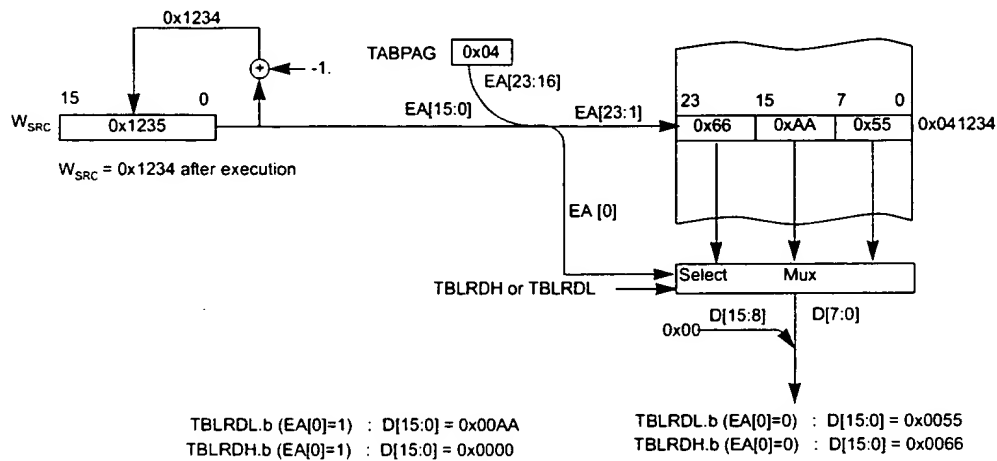 0x1234
TABPAG 0x04
-1.
EA[23:16]
15 0
EA[15:0]
EA[23:1]
23 15 7 0
W_SRC 0x1235
0x66 0xAA 0x55 0x041234
W_SRC = 0x1234 after execution
EA [0]
Select Mux
TBLRDH or TBLRDL
D[15:8] D[7:0]
0x00
TBLRDL.b (EA[0]=1) : D[15:0] = 0x00AA
TBLRDH.b (EA[0]=1) : D[15:0] = 0x0000
TBLRDL.b (EA[0]=0) : D[15:0] = 0x0055
TBLRDH.b (EA[0]=0) : D[15:0] = 0x0066